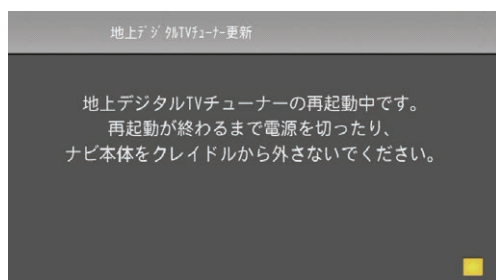 地上ﾃﾞｼﾞﾀﾙTVﾁｭｰﾅｰ更新
地上デジタルTVチューナーの再起動中です。
再起動が終わるまで電源を切ったり、
ナビ本体をクレイドルから外さないでください。